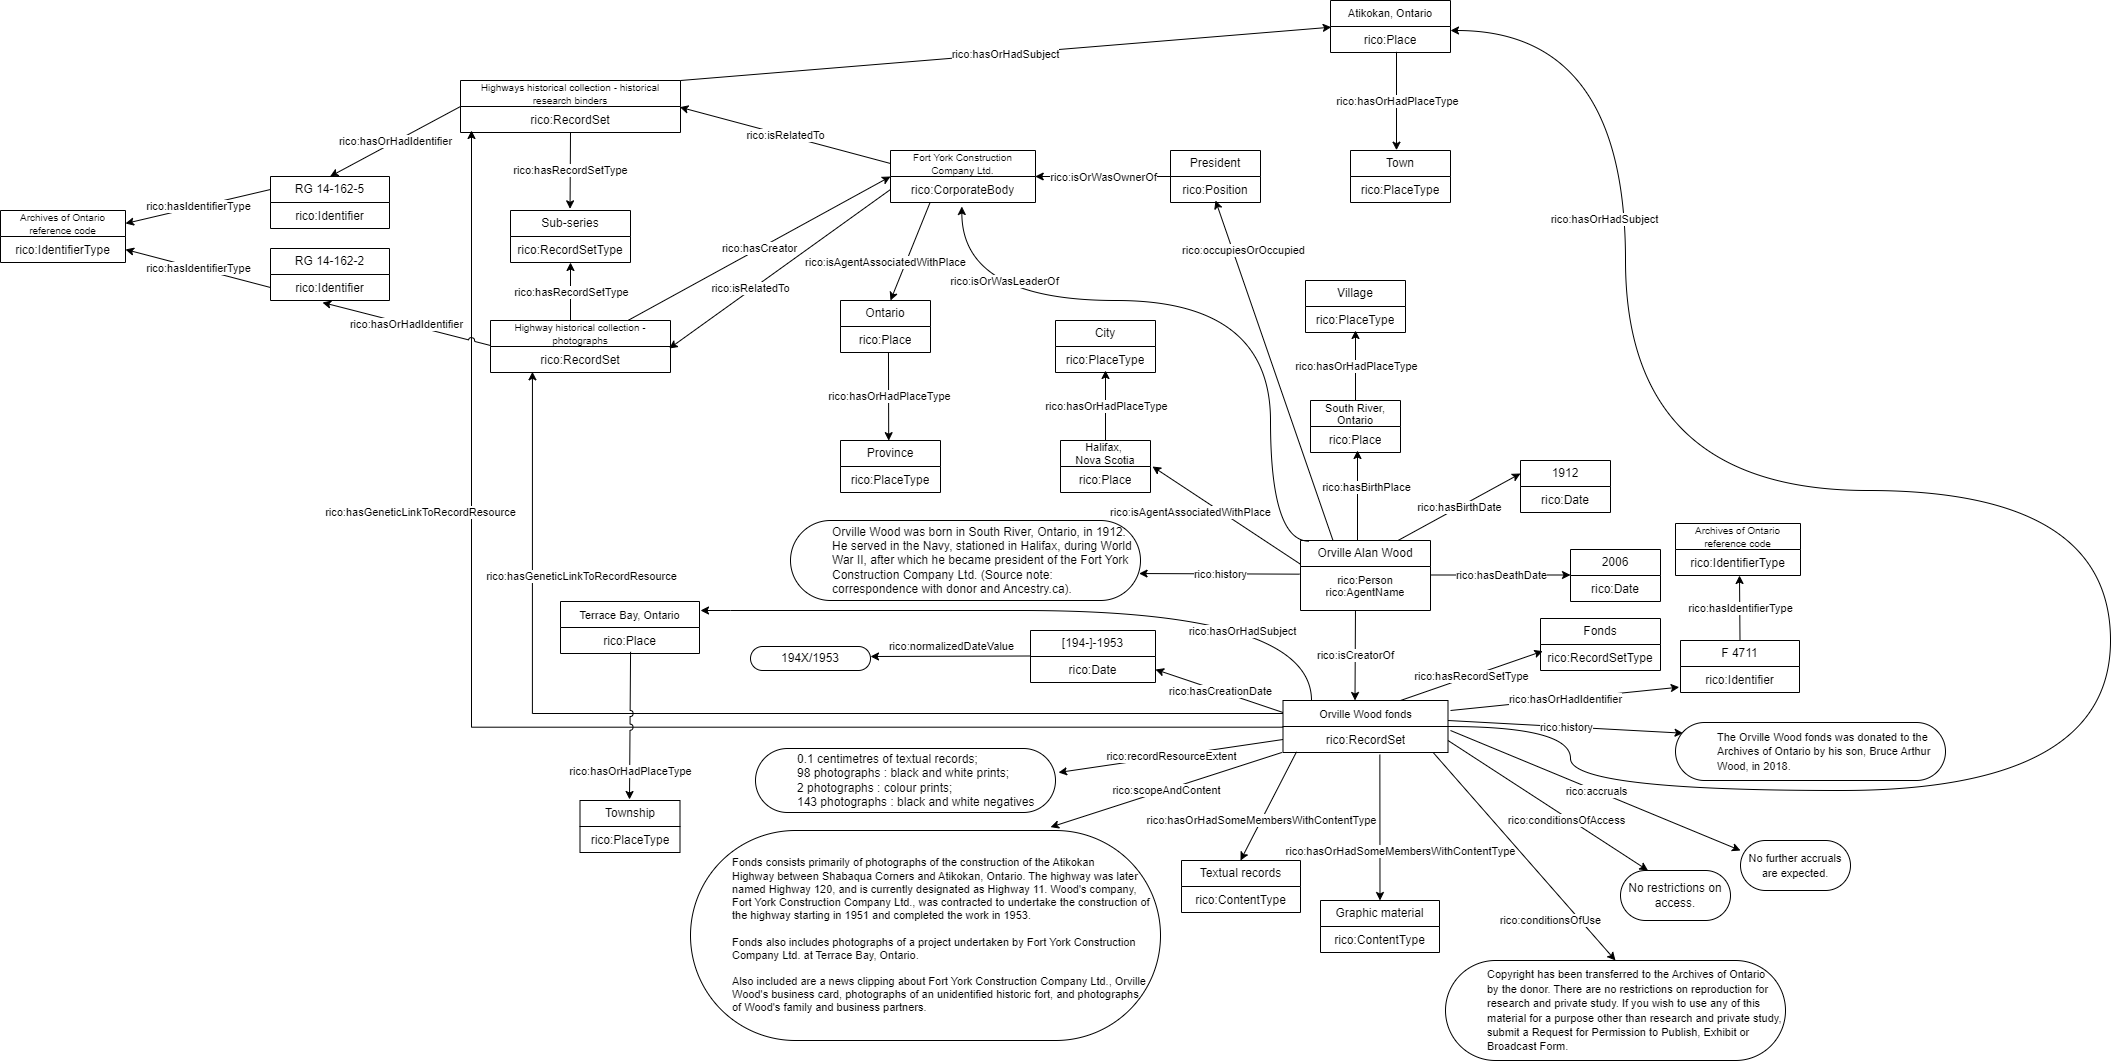 Atikokan, Ontario
rico:Place
rico:hasOrHadSubject
Highways historical collection - historical
research binders
rico:RecordSet
rico:hasOrHadPlaceType
rico:isRelatedTo
rico:hasOrHadIdentifier
Fort York Construction
Company Ltd.
rico:CorporateBody
President
rico:Position
rico:isOrWasOwnerOf
Town
rico:PlaceType
rico:hasRecordSetType
RG 14-162-5
rico:Identifier
rico:hasIdentifierType
Archives of Ontario
reference code
rico:IdentifierType
Sub-series
rico:RecordSetType
rico:hasOrHadSubject
rico:hasCreator
rico:occupiesOrOccupied
RG 14-162-2
rico:Identifier
rico:hasIdentifierType
rico:isAgentAssociatedWithPlace
rico:isOrWasLeaderOf
rico:hasRecordSetType
rico:isRelatedTo
Village
rico:PlaceType
rico:hasOrHadIdentifier
Highway historical collection -
photographs
rico:RecordSet
Ontario
rico:Place
City
rico:PlaceType
rico:hasOrHadPlaceType
rico:hasOrHadPlaceType
rico:hasOrHadPlaceType
South River,
Ontario
rico:Place
Province
rico:PlaceType
Halifax,
Nova Scotia
rico:Place
rico:hasBirthPlace
1912
rico:Date
rico:hasBirthDate
rico:hasGeneticLinkToRecordResource
rico:isAgentAssociatedWithPlace
Orville Wood was born in South River, Ontario, in 1912.
He served in the Navy, stationed in Halifax, during World
War II, after which he became president of the Fort York
Construction Company Ltd. (Source note:
correspondence with donor and Ancestry.ca).
rico:history
Orville Alan Wood
rico:Person
rico:AgentName
rico:hasDeathDate
2006
rico:Date
Archives of Ontario
reference code
rico:IdentifierType
rico:hasGeneticLinkToRecordResource
rico:hasIdentifierType
Terrace Bay, Ontario
rico:Place
rico:hasOrHadSubject
194X/1953
rico:normalizedDateValue
[194-]-1953
rico:Date
rico:isCreatorOf
Fonds
rico:RecordSetType
F 4711
rico:Identifier
rico:hasRecordSetType
rico:hasCreationDate
rico:hasOrHadIdentifier
Orville Wood fonds
rico:RecordSet
rico:history
The Orville Wood fonds was donated to the
Archives of Ontario by his son, Bruce Arthur
Wood, in 2018.
rico:recordResourceExtent
0.1 centimetres of textual records;
98 photographs : black and white prints;
2 photographs : colour prints;
143 photographs : black and white negatives
rico:hasOrHadPlaceType
rico:scopeAndContent
rico:accruals
Township
rico:PlaceType
rico:hasOrHadSomeMembersWithContentType
rico:conditionsOfAccess
rico:hasOrHadSomeMembersWithContentType
No further accruals
are expected.
Fonds consists primarily of photographs of the construction of the Atikokan
Highway between Shabaqua Corners and Atikokan, Ontario. The highway was later
named Highway 120, and is currently designated as Highway 11. Wood's company,
Fort York Construction Company Ltd., was contracted to undertake the construction of
the highway starting in 1951 and completed the work in 1953.
Fonds also includes photographs of a project undertaken by Fort York Construction
Company Ltd. at Terrace Bay, Ontario.
Also included are a news clipping about Fort York Construction Company Ltd., Orville
Wood's business card, photographs of an unidentified historic fort, and photographs
of Wood's family and business partners.
Textual records
rico:ContentType
Graphic material
rico:ContentType
No restrictions on
access.
rico:conditionsOfUse
Copyright has been transferred to the Archives of Ontario
by the donor. There are no restrictions on reproduction for
research and private study. If you wish to use any of this
material for a purpose other than research and private study,
submit a Request for Permission to Publish, Exhibit or
Broadcast Form.